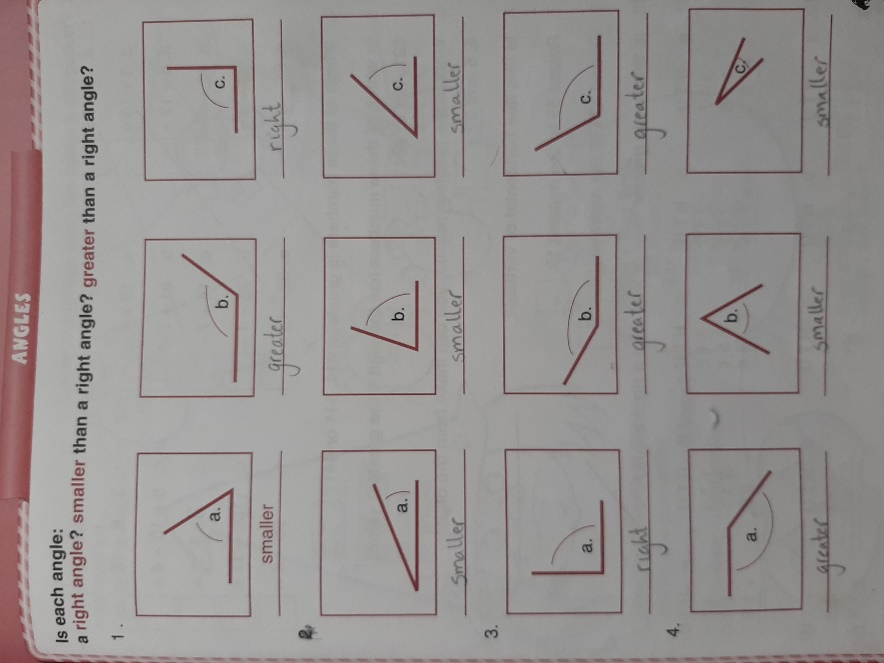 ANGLES
Is each angle:
a right angle? smaller than a right angle? greater than a right angle?
1.
a. b. c.
smaller greater right
a. b. c.
smaller smaller smaller
3.
a. b. c.
right greater greater
4.
a. b. c.
greater smaller smaller